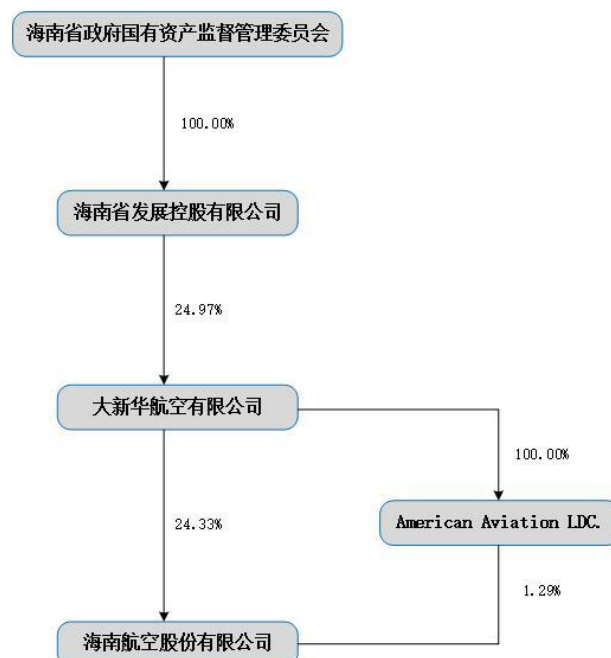 海南省政府国有资产监督管理委员会
100.00%
海南省发展控股有限公司
24.97%
大新华航空有限公司
100.00%
American Aviation LDC.
24.33%
1.29%
海南航空股份有限公司